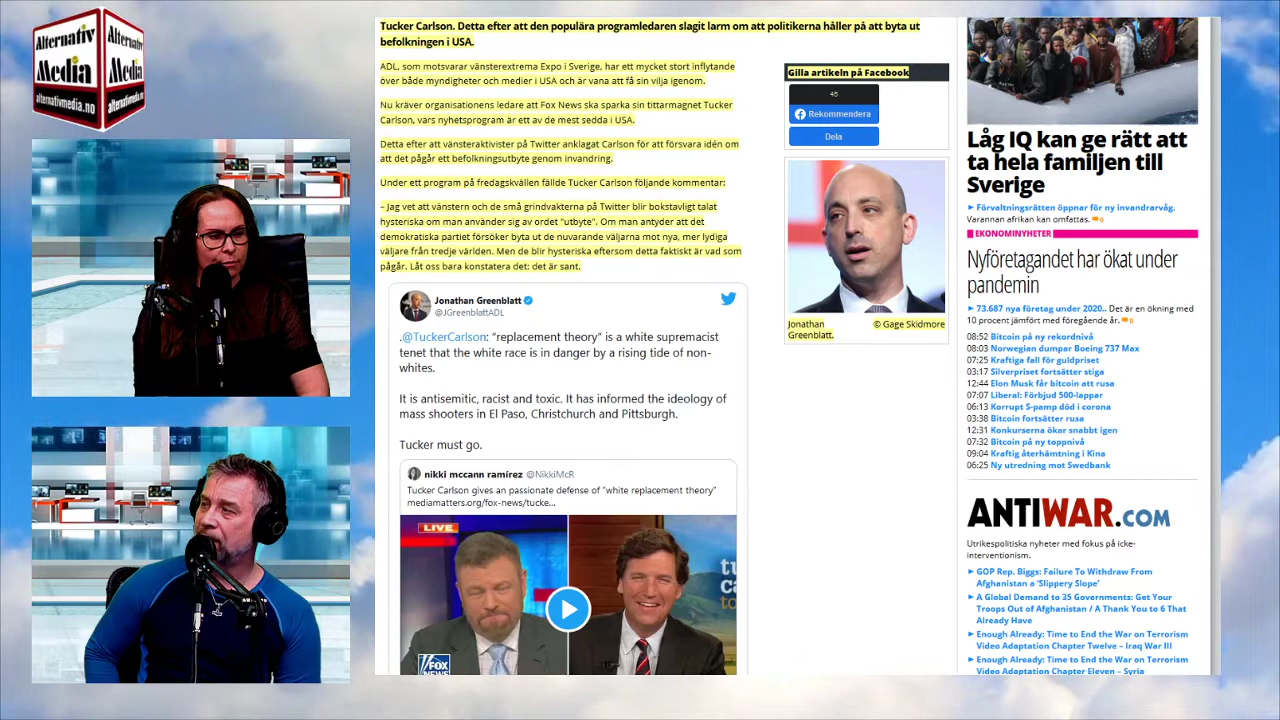 Alternativ
Media
alternativmedia.no
Alternativ
Media
alternativmedia.no
Tucker Carlson. Detta efter att den populära programledaren slagit larm om att politikerna håller på att byta ut
befolkningen i USA.
ADL, som motsvarar vänsterextrema Expo i Sverige, har ett mycket stort inflytande
över både myndigheter och medier i USA och är vana att få sin vilja igenom.
Nu kräver organisationens ledare att Fox News ska sparka sin tittarmagnet Tucker
Carlson, vars nyhetsprogram är ett av de mest sedda i USA.
Detta efter att vänsteraktivister på Twitter anklagat Carlson för att försvara idén om
att det pågår ett befolkningsutbyte genom invandring.
Under ett program på fredagskvällen fällde Tucker Carlson följande kommentar:
– Jag vet att vänstern och de små grindvakterna på Twitter blir bokstavligt talat
hysteriska om man använder sig av ordet "utbyte". Om man antyder att det
demokratiska partiet försöker byta ut de nuvarande väljarna mot nya, mer lydiga
väljare från tredje världen. Men de blir hysteriska eftersom detta faktiskt är vad som
pågår. Låt oss bara konstatera det: det är sant.
Jonathan Greenblatt
@JGreenblattADL
.@TuckerCarlson: “replacement theory” is a white supremacist
tenet that the white race is in danger by a rising tide of non-
whites.
It is antisemitic, racist and toxic. It has informed the ideology of
mass shooters in El Paso, Christchurch and Pittsburgh.
Tucker must go.
nikki mccann ramírez @NikkiMcR
Tucker Carlson gives an passionate defense of “white replacement theory”
mediamatters.org/fox-news/tucke...
LIVE
FOX
NEWS
Gilla artikeln på Facebook
Rekommendera
Dela
Jonathan
Greenblatt.
© Gage Skidmore
Låg IQ kan ge rätt att
ta hela familjen till
Sverige
Förvaltningsrätten öppnar för ny invandrarvåg.
Varannan afrikan kan omfattas.
EKONOMINYHETER
Nyföretagandet har ökat under
pandemin
73.687 nya företag under 2020.. Det är en ökning med
10 procent jämfört med föregående år.
08:52 Bitcoin på ny rekordnivå
08:03 Norwegian dumpar Boeing 737 Max
07:25 Kraftiga fall för guldpriset
03:17 Silverpriset fortsätter stiga
12:44 Elon Musk får bitcoin att rusa
07:07 Liberal: Förbjud 500-lappar
06:13 Korrupt S-pamp död i corona
03:38 Bitcoin fortsätter rusa
12:31 Konkurserna ökar snabbt igen
07:32 Bitcoin på ny toppnivå
09:04 Kraftig återhämtning i Kina
06:25 Ny utredning mot Swedbank
ANTIWAR.COM
Utrikespolitiska nyheter med fokus på icke-
interventionism.
GOP Rep. Biggs: Failure To Withdraw From
Afghanistan a ‘Slippery Slope’
A Global Demand to 35 Governments: Get Your
Troops Out of Afghanistan / A Thank You to 6 That
Already Have
Enough Already: Time to End the War on Terrorism
Video Adaptation Chapter Twelve – Iraq War III
Enough Already: Time to End the War on Terrorism
Video Adaptation Chapter Eleven – Syria